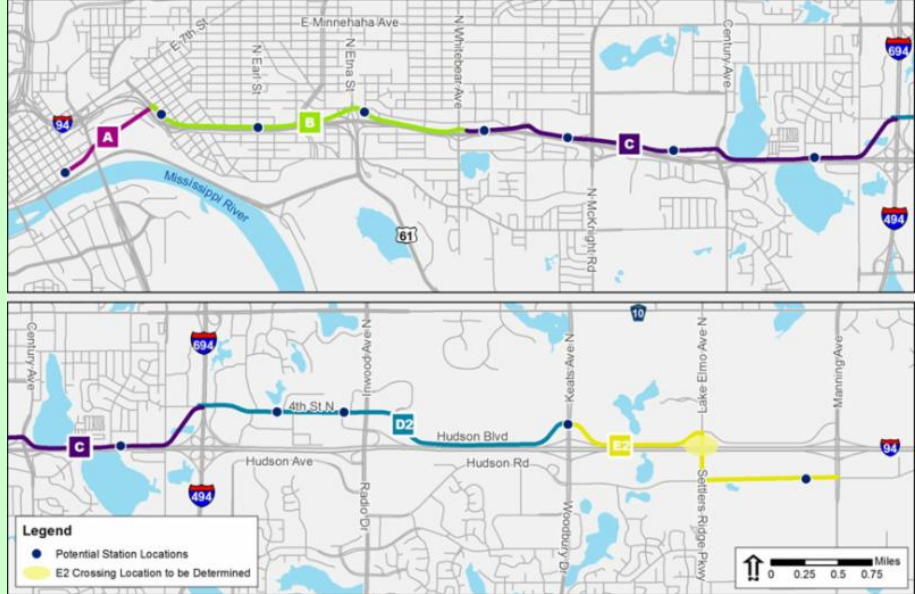 E Minnehaha Ave
E 7th St
N Earl St
N Etna St
N Whitebear Ave
Century Ave
694
94
A
B
C
Mississippi River
61
N McKnight Rd
494
10
Century Ave
694
N Inwood Ave N
Keats Ave N
Lake Elmo Ave N
Manning Ave
4th St N
D2
C
Hudson Blvd
E2
94
Hudson Ave
Hudson Rd
494
Radio Dr
Woodbury Dr
Settlers Ridge Pkwy
Legend
Potential Station Locations
E2 Crossing Location to be Determined
Miles
0 0.25 0.5 0.75